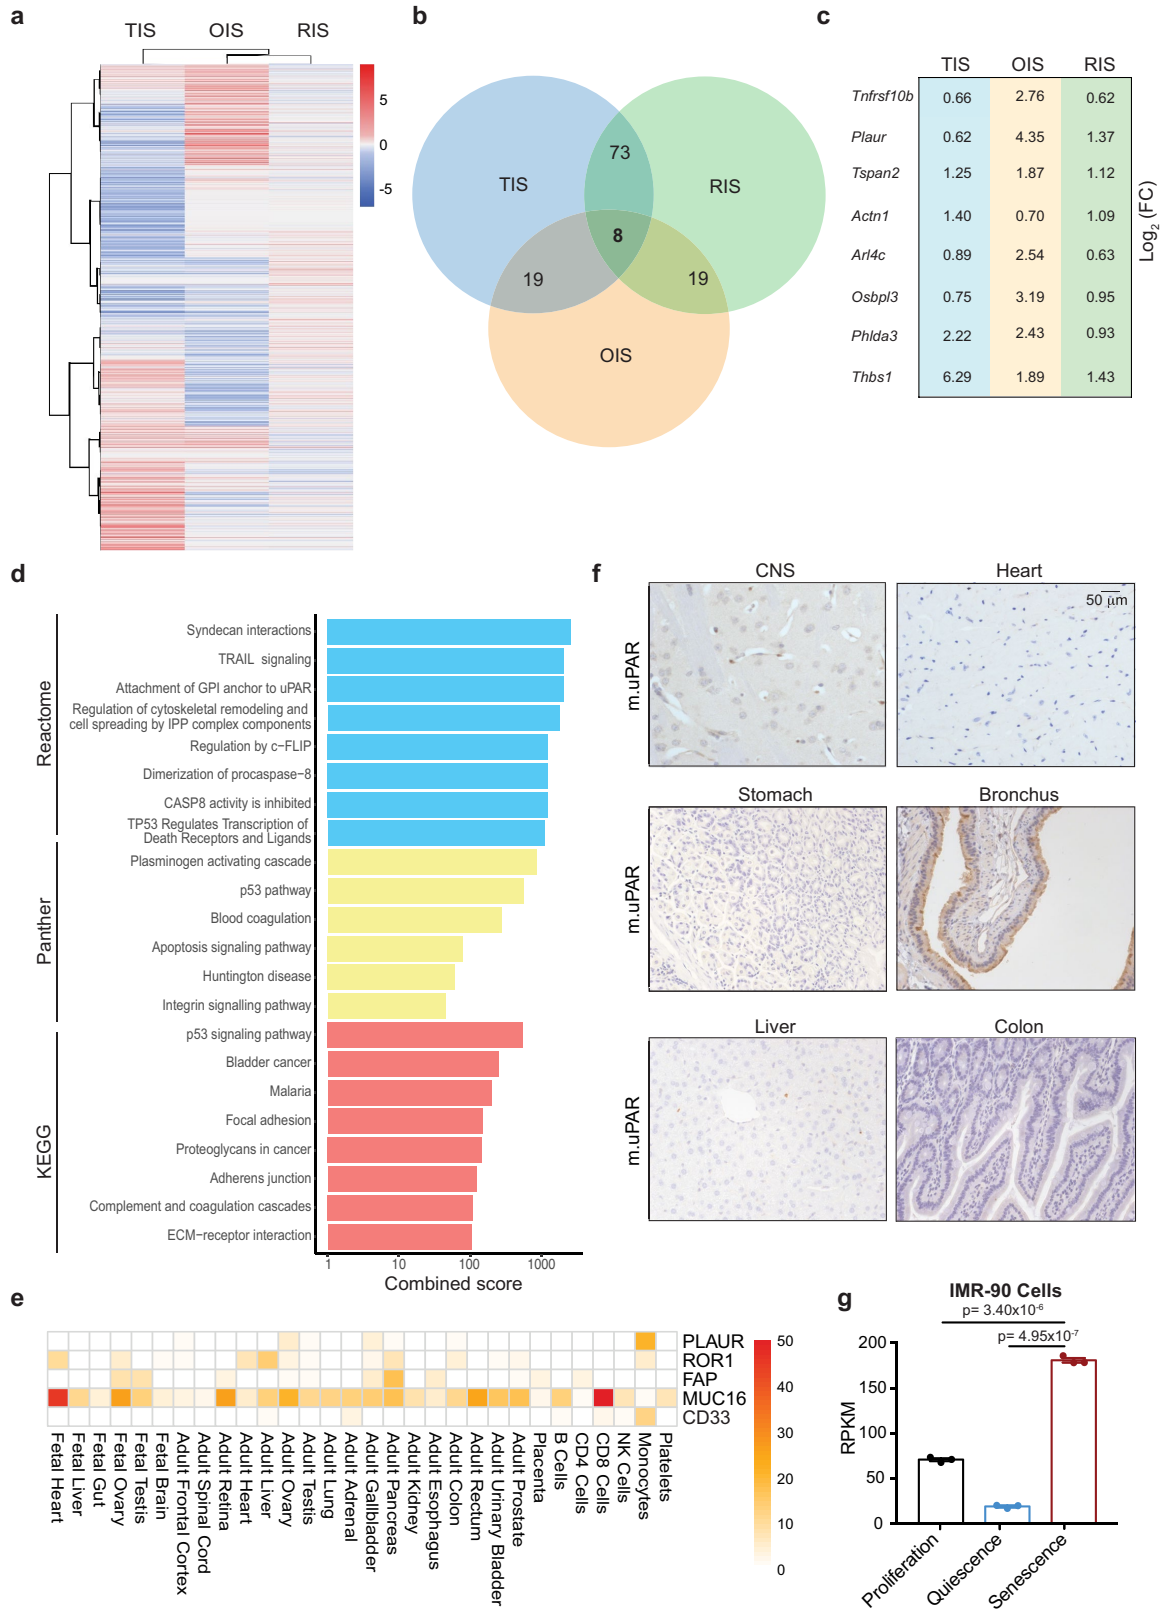 a
TIS OIS RIS
5
0
-5
b
TIS
73
RIS
8
19
19
OIS
c
TIS OIS RIS
Tnfrsf10b 0.66 2.76 0.62
Plaur 0.62 4.35 1.37
Tspan2 1.25 1.87 1.12
Actn1 1.40 0.70 1.09
Arl4c 0.89 2.54 0.63
Osbpl3 0.75 3.19 0.95
Phlda3 2.22 2.43 0.93
Thbs1 6.29 1.89 1.43
Log2 (FC)
d
Reactome
Syndecan interactions
TRAIL signaling
Attachment of GPI anchor to uPAR
Regulation of cytoskeletal remodeling and
cell spreading by IPP complex components
Regulation by c−FLIP
Dimerization of procaspase−8
CASP8 activity is inhibited
TP53 Regulates Transcription of
Death Receptors and Ligands
Panther
Plasminogen activating cascade
p53 pathway
Blood coagulation
Apoptosis signaling pathway
Huntington disease
Integrin signalling pathway
KEGG
p53 signaling pathway
Bladder cancer
Malaria
Focal adhesion
Proteoglycans in cancer
Adherens junction
Complement and coagulation cascades
ECM−receptor interaction
1 10 100 1000
Combined score
f
CNS Heart
50 μm
m.uPAR
Stomach Bronchus
m.uPAR
Liver Colon
m.uPAR
e
PLAUR
ROR1
FAP
MUC16
CD33
50
40
30
20
10
0
Fetal Heart
Fetal Liver
Fetal Gut
Fetal Ovary
Fetal Testis
Fetal Brain
Adult Frontal Cortex
Adult Spinal Cord
Adult Retina
Adult Heart
Adult Liver
Adult Ovary
Adult Testis
Adult Lung
Adult Adrenal
Adult Gallbladder
Adult Pancreas
Adult Kidney
Adult Esophagus
Adult Colon
Adult Rectum
Adult Urinary Bladder
Adult Prostate
Placenta
B Cells
CD4 Cells
CD8 Cells
NK Cells
Monocytes
Platelets
g
IMR-90 Cells
p= 3.40x10-6
p= 4.95x10-7
RPKM
200
150
100
50
0
Proliferation
Quiescence
Senescence